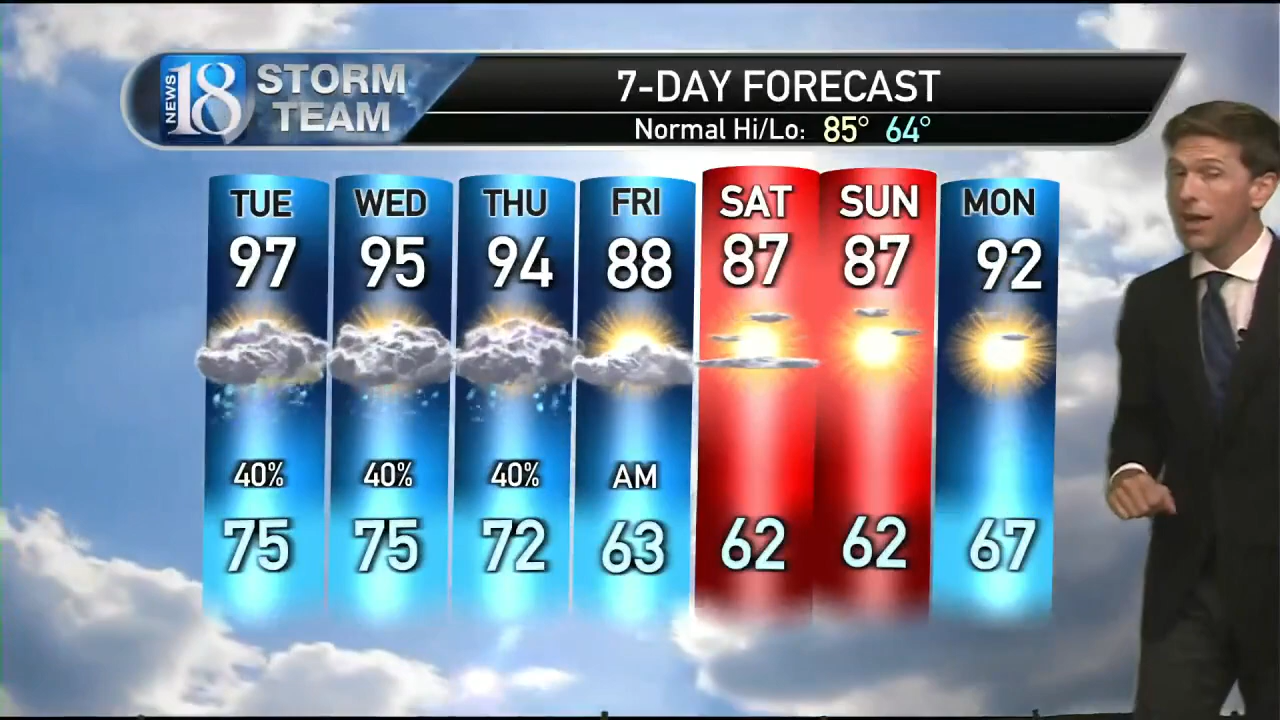 NEWS 18 STORM TEAM
7-DAY FORECAST
Normal Hi/Lo: 85° 64°
TUE WED THU FRI SAT SUN MON
97 95 94 88 87 87 92
40% 40% 40% AM
75 75 72 63 62 62 67